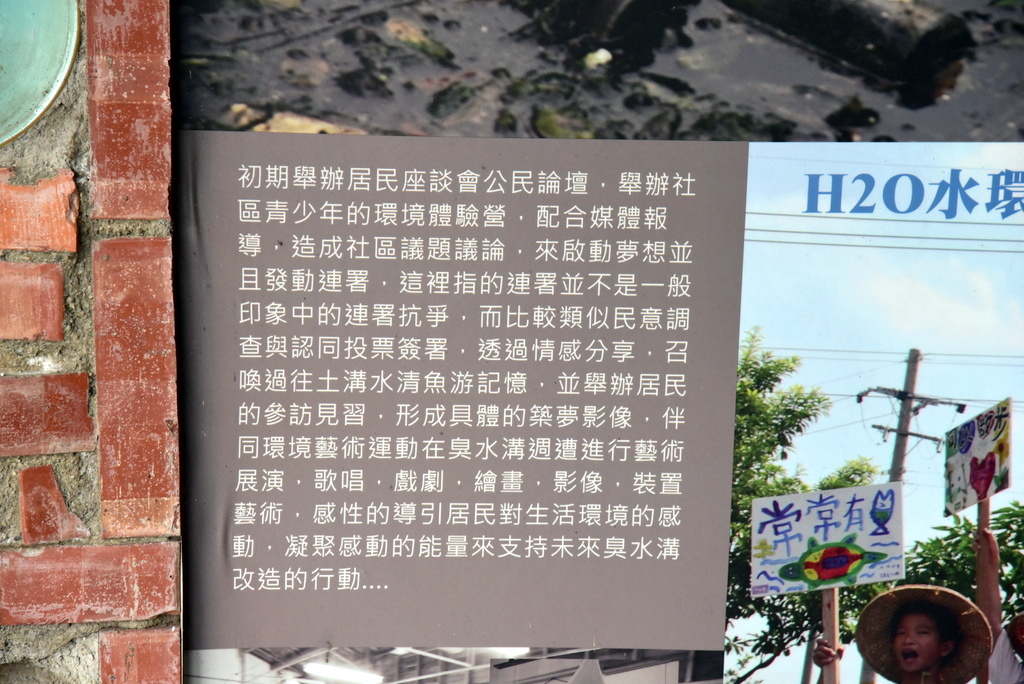 初期舉辦居民座談會公民論壇，舉辦社
區青少年的環境體驗營，配合媒體報
導，造成社區議題議論，來啟動夢想並
且發動連署，這裡指的連署並不是一般
印象中的連署抗爭，而比較類似民意調
查與認同投票簽署，透過情感分享，召
喚過往土溝水清魚游記憶，並舉辦居民
的參訪見習，形成具體的築夢影像，伴
同環境藝術運動在臭水溝週遭進行藝術
展演，歌唱，戲劇，繪畫，影像，裝置
藝術，感性的導引居民對生活環境的感
動，凝聚感動的能量來支持未來臭水溝
改造的行動....
H2O水環
常常有